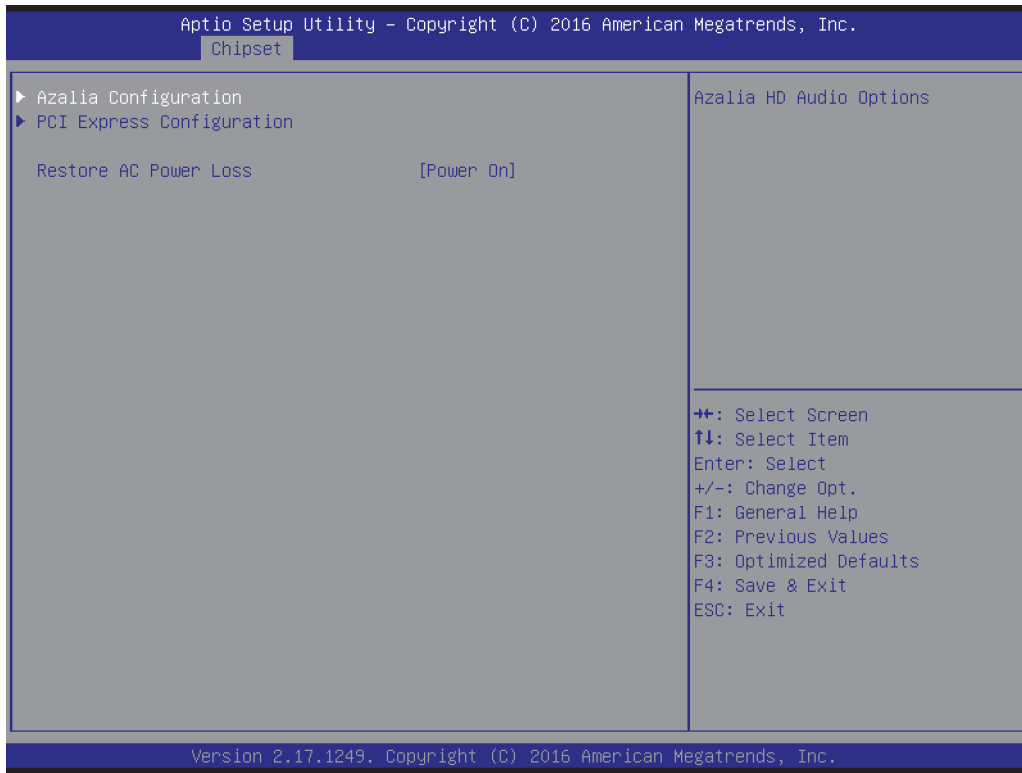 Aptio Setup Utility – Copyright (C) 2016 American Megatrends, Inc.
Chipset
▶ Azalia Configuration
▶ PCI Express Configuration
Restore AC Power Loss [Power On]
Azalia HD Audio Options
→←: Select Screen
↑↓: Select Item
Enter: Select
+/-: Change Opt.
F1: General Help
F2: Previous Values
F3: Optimized Defaults
F4: Save & Exit
ESC: Exit
Version 2.17.1249. Copyright (C) 2016 American Megatrends, Inc.